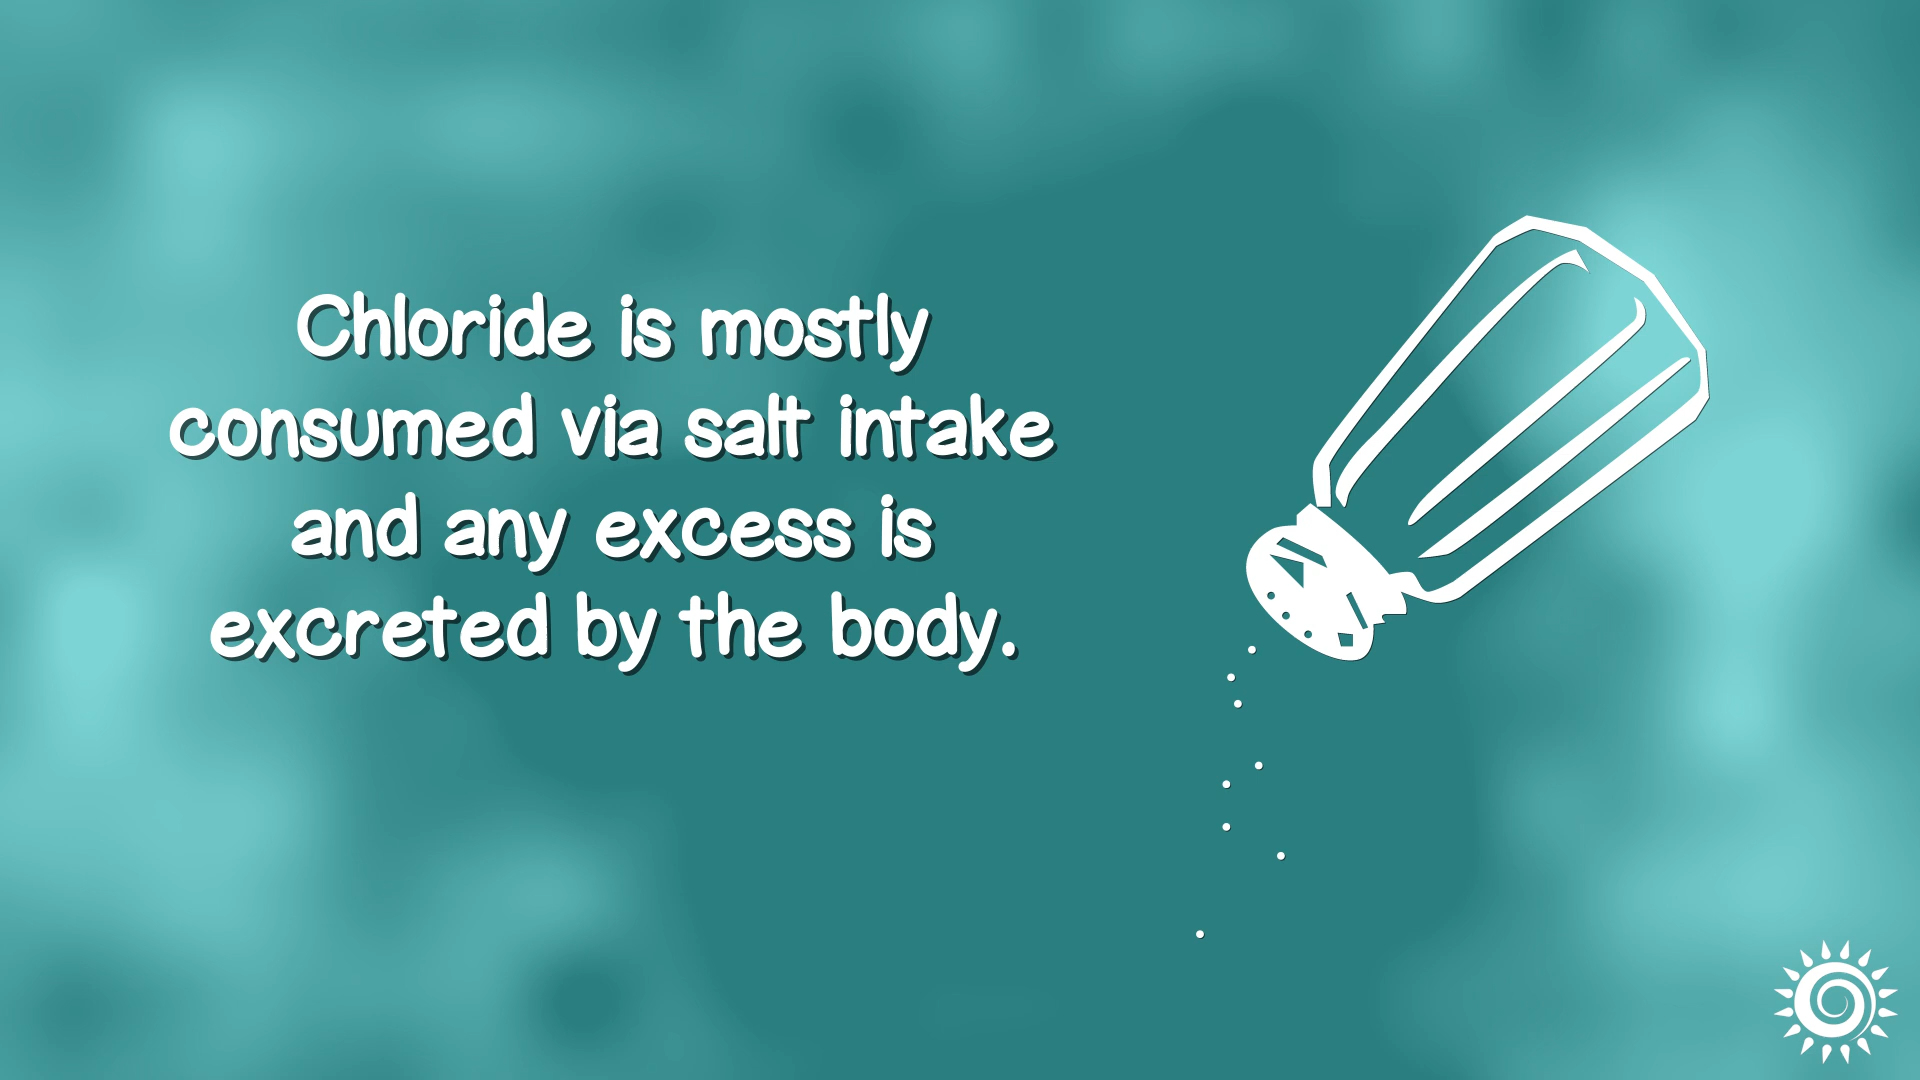 Chloride is mostly
consumed via salt intake
and any excess is
excreted by the body.